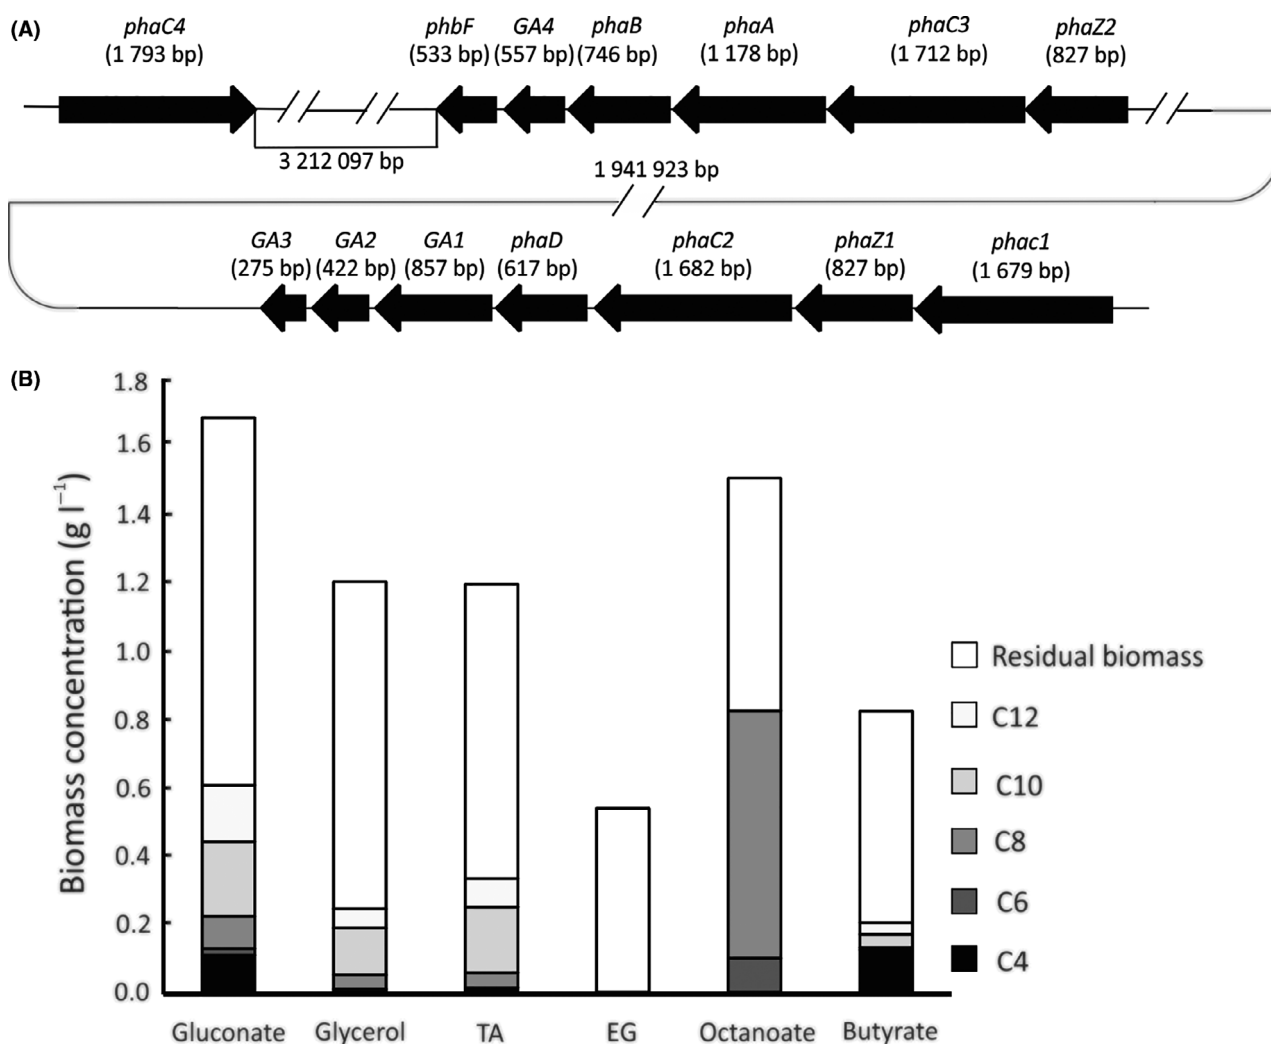 (A)
phaC4 phbF GA4 phaB phaA phaC3 phaZ2
(1 793 bp) (533 bp) (557 bp) (746 bp) (1 178 bp) (1 712 bp) (827 bp)
3 212 097 bp
1 941 923 bp
GA3 GA2 GA1 phaD phaC2 phaZ1 phac1
(275 bp) (422 bp) (857 bp) (617 bp) (1 682 bp) (827 bp) (1 679 bp)
(B)
Biomass concentration (g l⁻¹)
1.8
1.6
1.4
1.2
1.0
0.8
0.6
0.4
0.2
0.0
Gluconate Glycerol TA EG Octanoate Butyrate
Residual biomass
C12
C10
C8
C6
C4